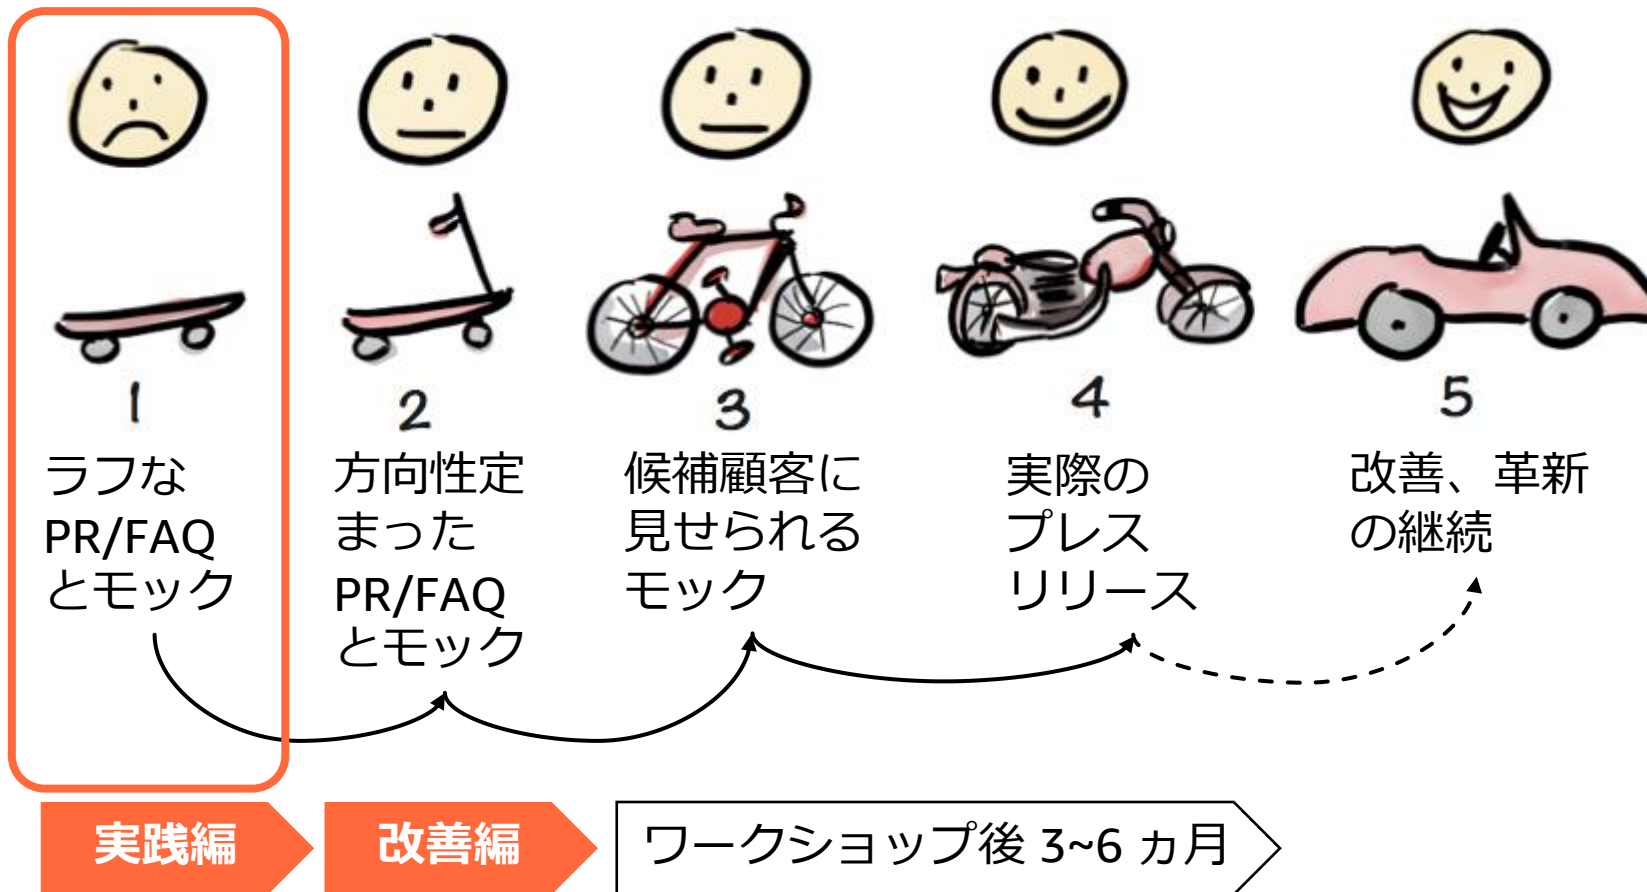 1
2
3
4
5
ラフな
PR/FAQ
とモック
方向性定
まった
PR/FAQ
とモック
候補顧客に
見せられる
モック
実際の
プレス
リリース
改善、革新
の継続
実践編
改善編
ワークショップ後 3~6 ヵ月